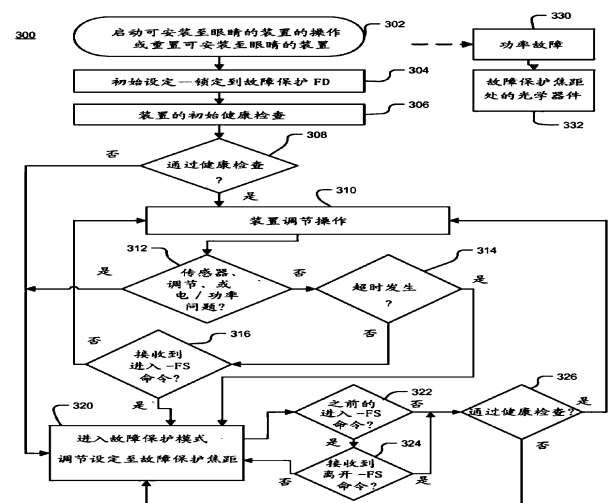 300
启动可安装至眼睛的装置的操作
或重置可安装至眼睛的装置
302
330
功率故障
初始设定—锁定到故障保护 FD
304
故障保护焦距
处的光学器件
332
装置的初始健康检查
306
308
否
通过健康检查
?
是
310
装置调节操作
312
314
是
传感器、
调节、或
电/功率
问题?
否
超时发生
?
是
否
316
否
接收到
进入 -FS
命令?
是
320
进入故障保护模式
调节设定至故障保护焦距
322
之前的
进入 -FS
命令?
否
是
324
接收到
离开 -FS
命令?
否
是
326
通过健康检查?
是
否